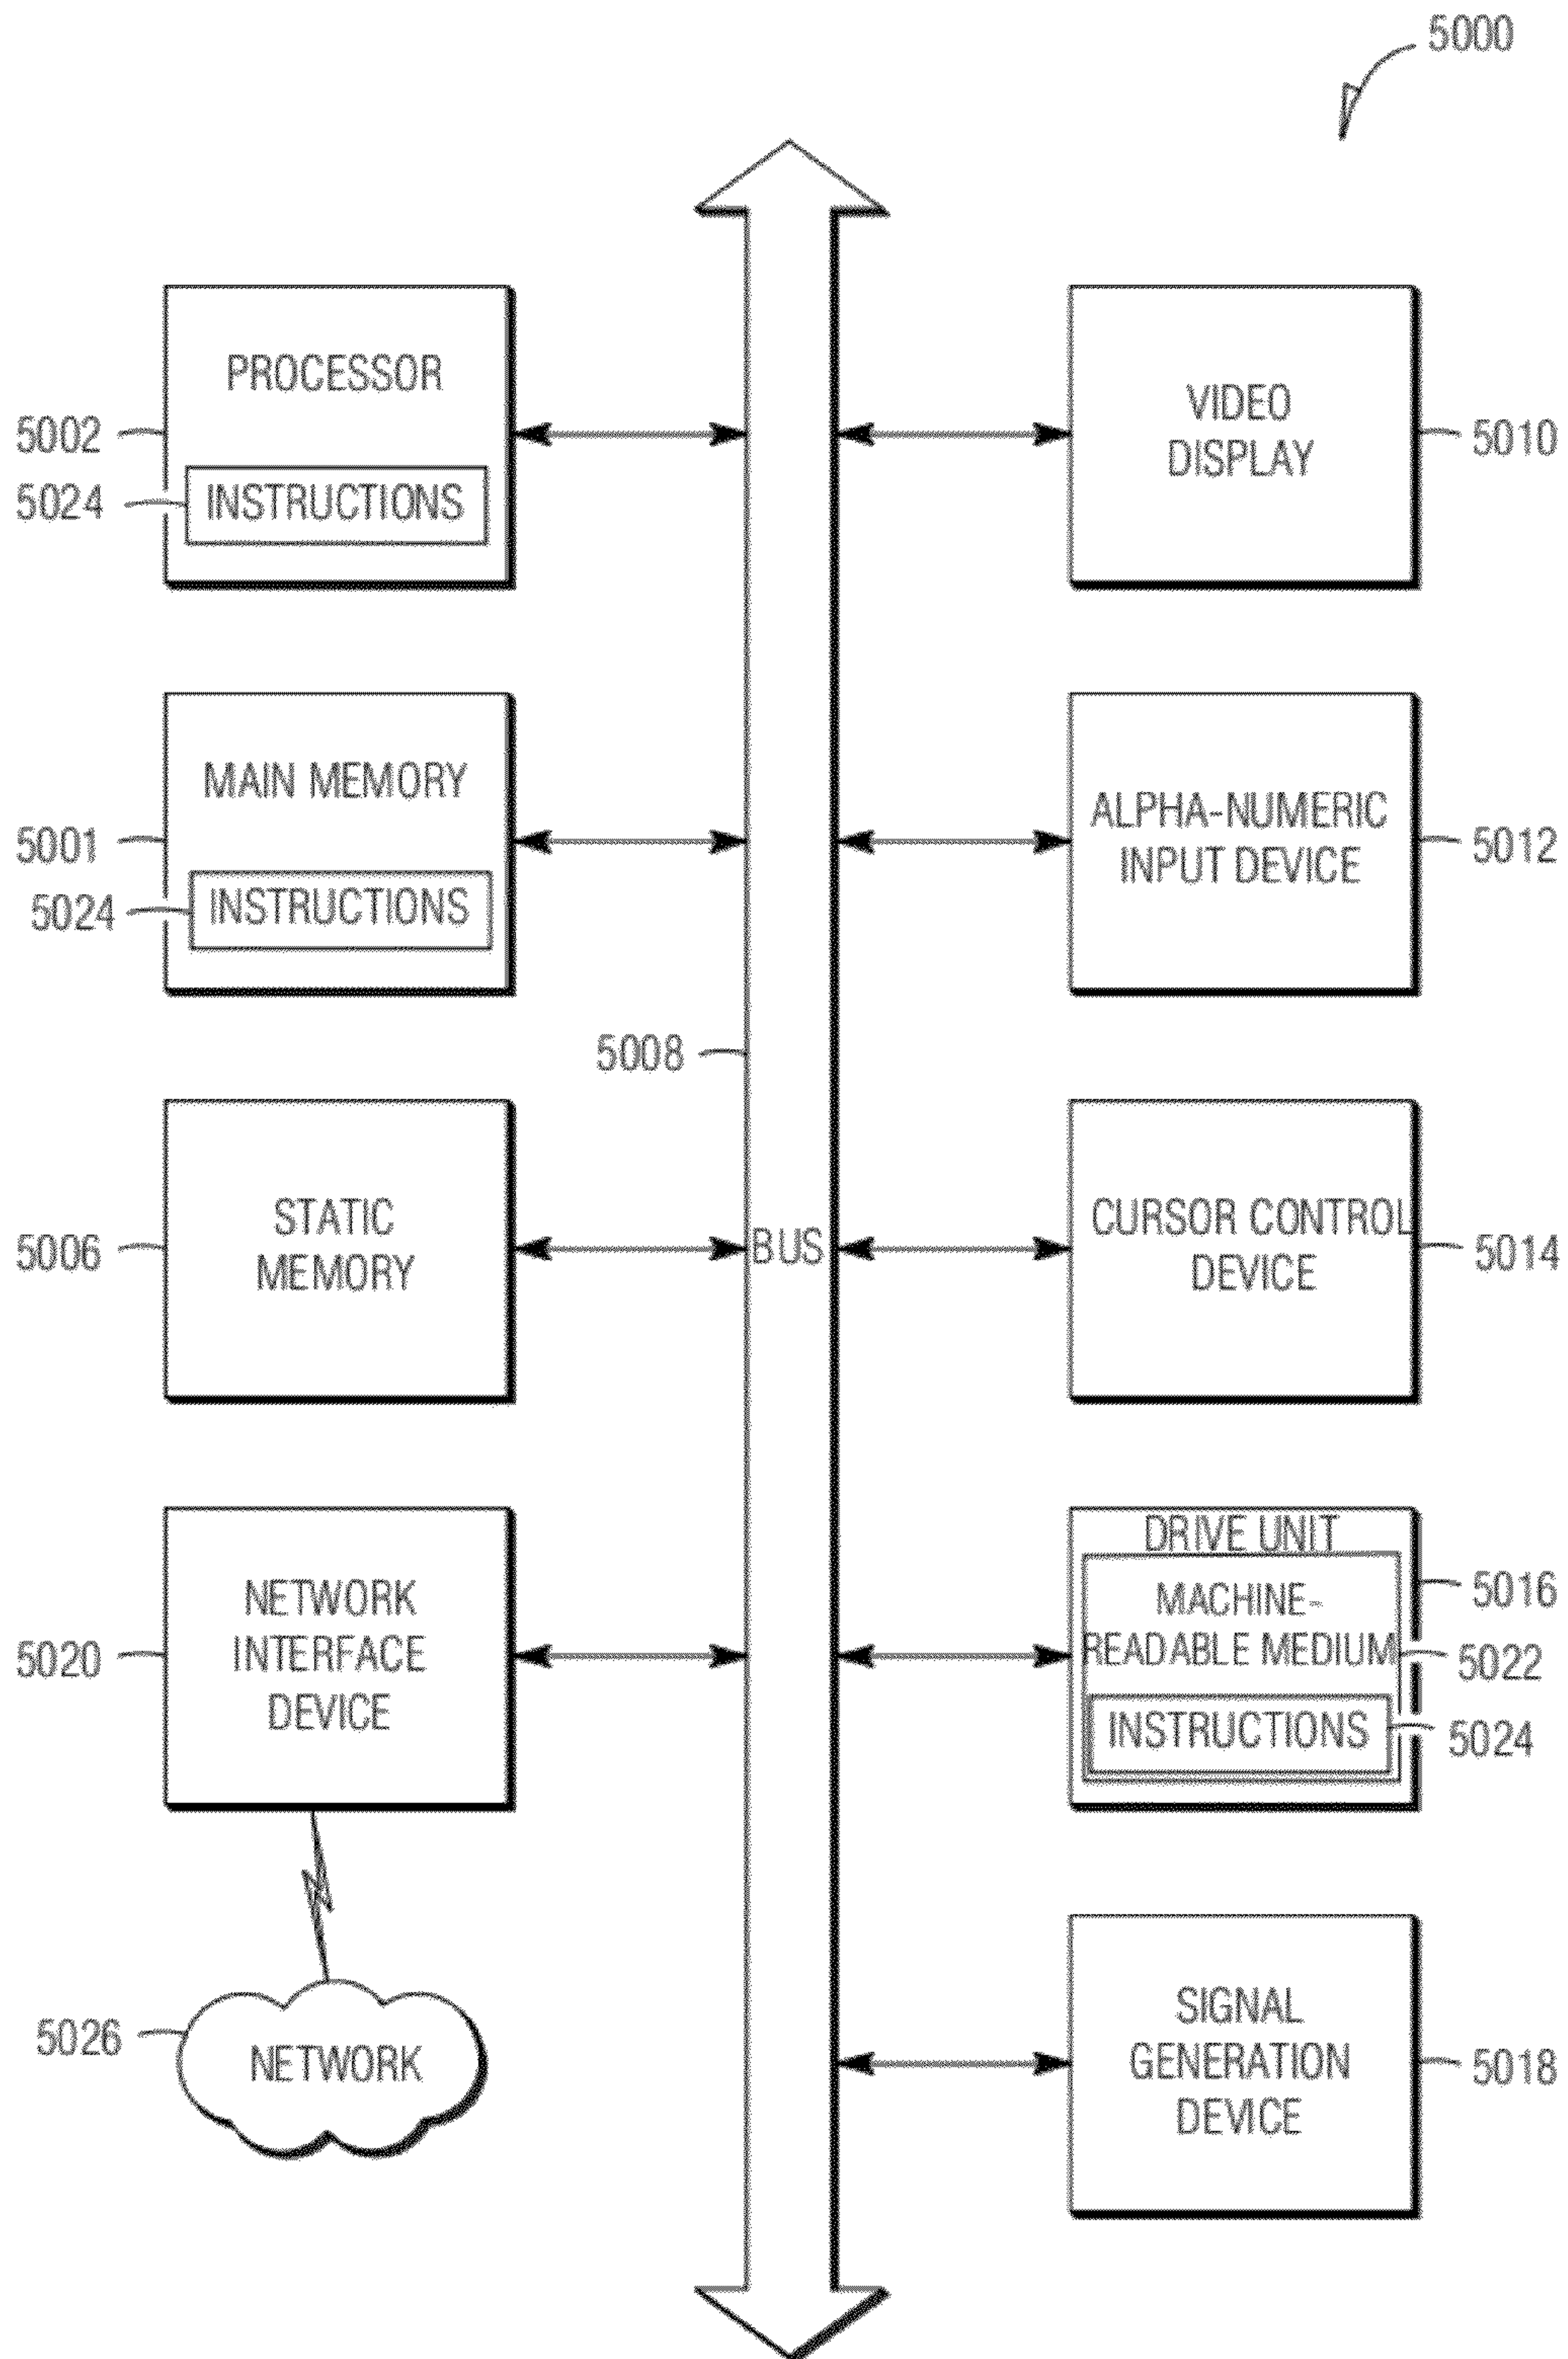 5000
PROCESSOR
5002
5024
INSTRUCTIONS
VIDEO
DISPLAY
5010
MAIN MEMORY
5001
5024
INSTRUCTIONS
ALPHA-NUMERIC
INPUT DEVICE
5012
5008
STATIC
MEMORY
5006
BUS
CURSOR CONTROL
DEVICE
5014
NETWORK
INTERFACE
DEVICE
5020
DRIVE UNIT
5016
MACHINE-
READABLE MEDIUM
5022
INSTRUCTIONS
5024
5026
NETWORK
SIGNAL
GENERATION
DEVICE
5018